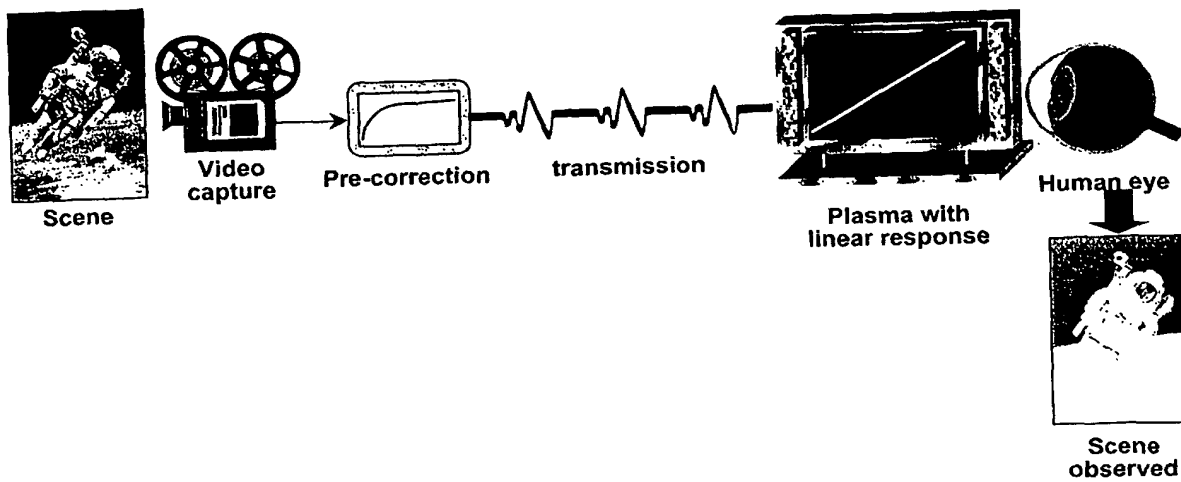 Scene
Video
capture
Pre-correction
transmission
Plasma with
linear response
Human eye
Scene
observed